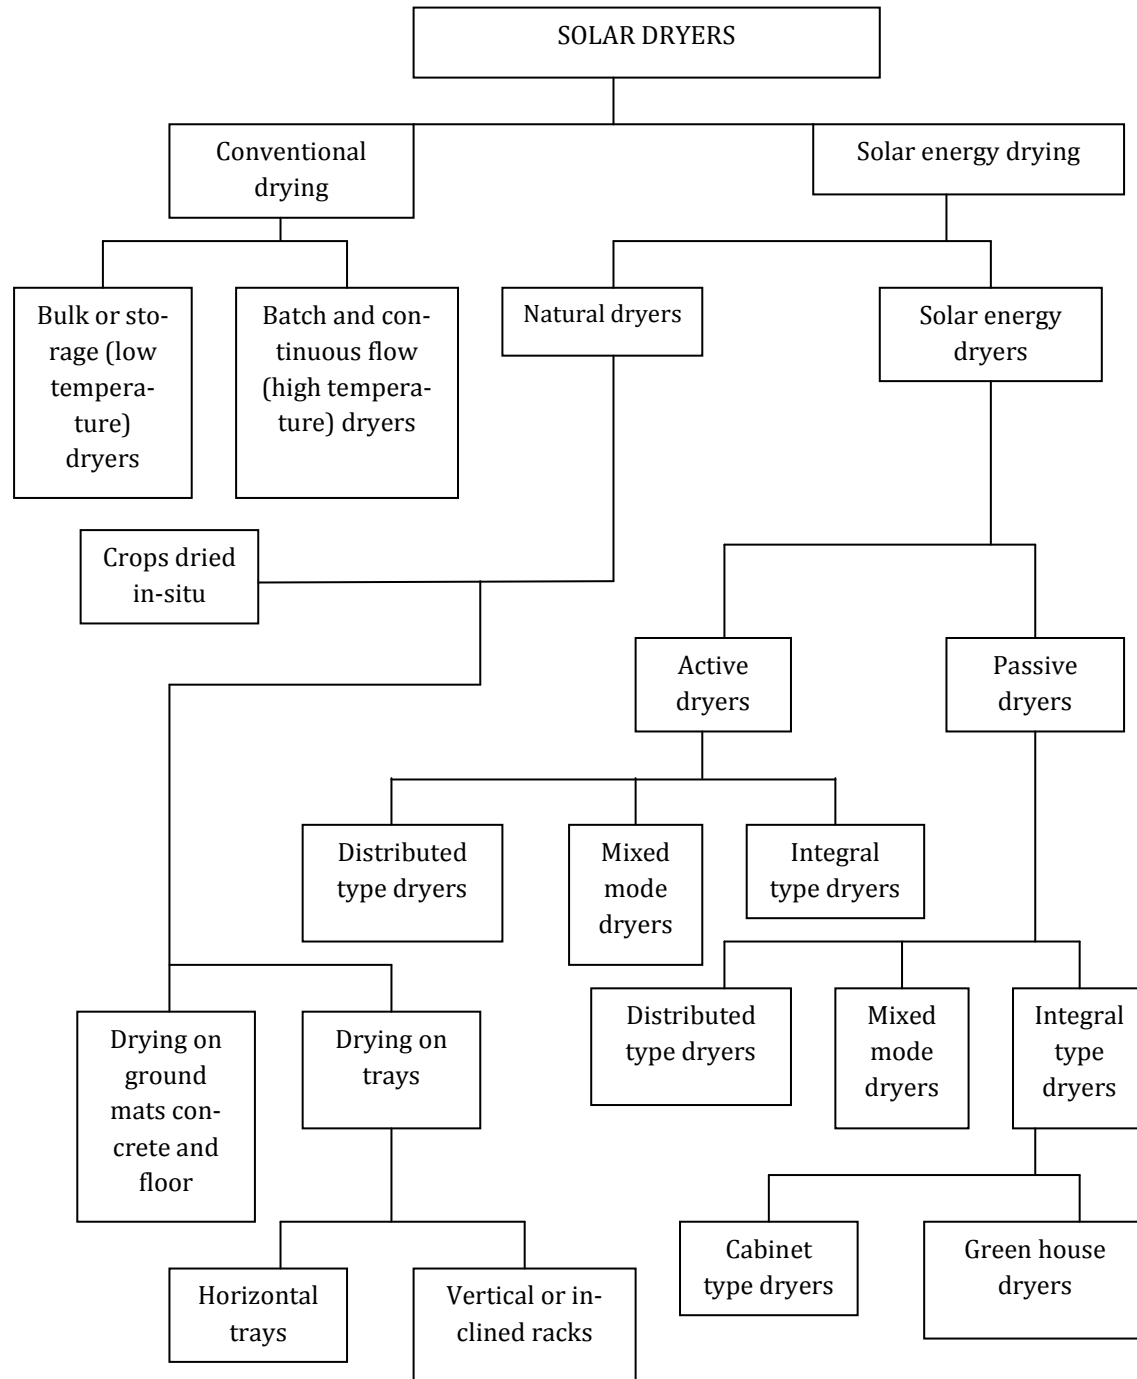 SOLAR DRYERS
Conventional
drying
Solar energy drying
Bulk or sto-
rage (low
tempera-
ture)
dryers
Batch and con-
tinuous flow
(high tempera-
ture) dryers
Natural dryers
Solar energy
dryers
Crops dried
in-situ
Active
dryers
Passive
dryers
Distributed
type dryers
Mixed
mode
dryers
Integral
type dryers
Distributed
type dryers
Mixed
mode
dryers
Integral
type
dryers
Drying on
ground
mats con-
crete and
floor
Drying on
trays
Cabinet
type dryers
Green house
dryers
Horizontal
trays
Vertical or in-
clined racks